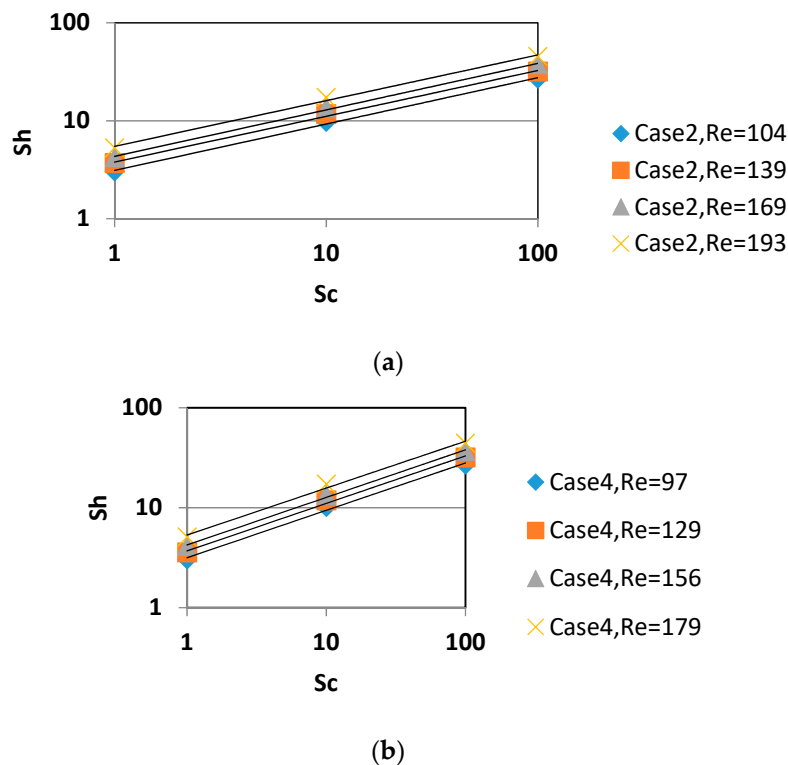 100
10
1
Sh
1 10 100
Sc
Case2,Re=104
Case2,Re=139
Case2,Re=169
Case2,Re=193
(a)
100
10
1
Sh
1 10 100
Sc
Case4,Re=97
Case4,Re=129
Case4,Re=156
Case4,Re=179
(b)